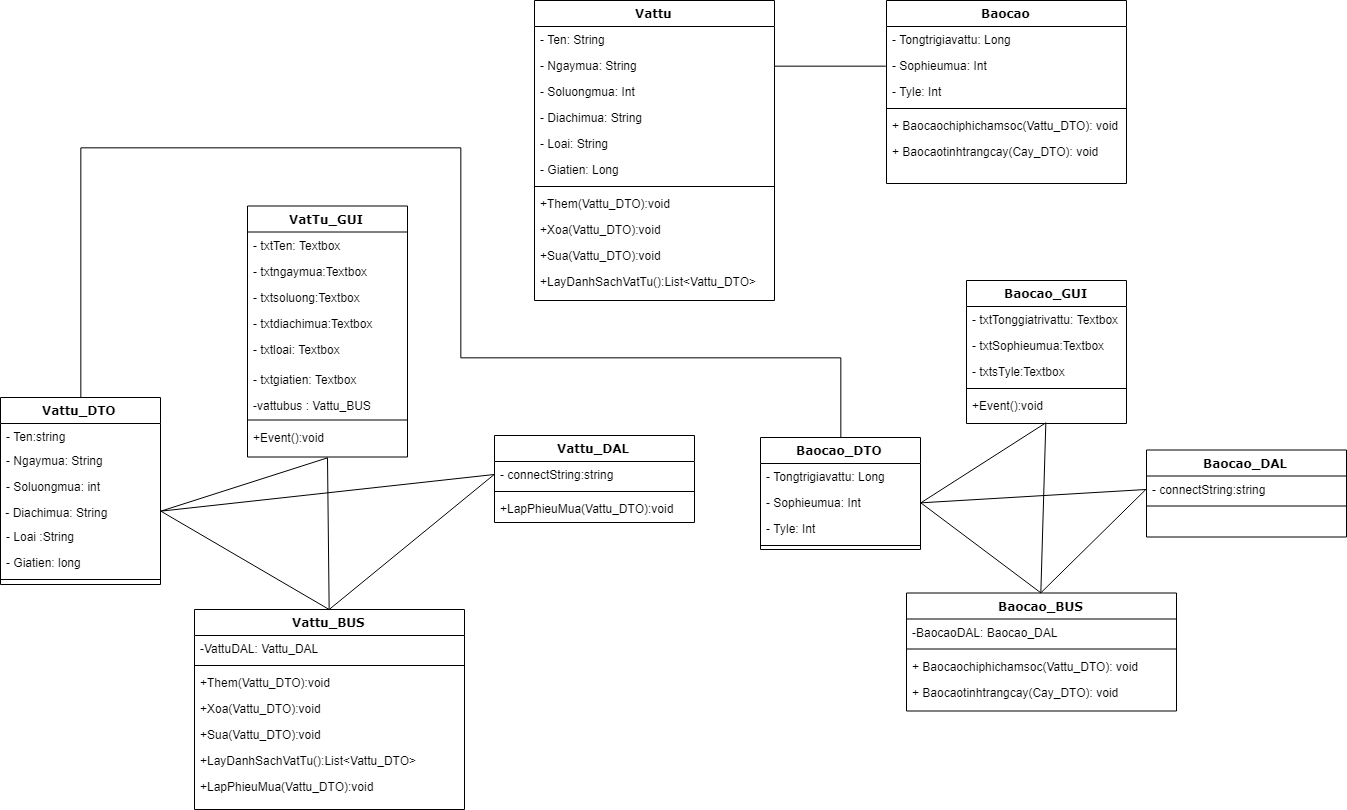 Vattu
- Ten: String
- Ngaymua: String
- Soluongmua: Int
- Diachimua: String
- Loai: String
- Giatien: Long
+Them(Vattu_DTO):void
+Xoa(Vattu_DTO):void
+Sua(Vattu_DTO):void
+LayDanhSachVatTu():List<Vattu_DTO>
Baocao
- Tongtrigiavattu: Long
- Sophieumua: Int
- Tyle: Int
+ Baocaochiphichamsoc(Vattu_DTO): void
+ Baocaotinhtrangcay(Cay_DTO): void
VatTu_GUI
- txtTen: Textbox
- txtngaymua:Textbox
- txtsoluong:Textbox
- txtdiachimua:Textbox
- txtloai: Textbox
- txtgiatien: Textbox
-vattubus : Vattu_BUS
+Event():void
Baocao_GUI
- txtTonggiatrivattu: Textbox
- txtSophieumua:Textbox
- txtsTyle:Textbox
+Event():void
Vattu_DTO
- Ten:string
- Ngaymua: String
- Soluongmua: int
- Diachimua: String
- Loai :String
- Giatien: long
Vattu_DAL
- connectString:string
+LapPhieuMua(Vattu_DTO):void
Baocao_DTO
- Tongtrigiavattu: Long
- Sophieumua: Int
- Tyle: Int
Baocao_DAL
- connectString:string
Vattu_BUS
-VattuDAL: Vattu_DAL
+Them(Vattu_DTO):void
+Xoa(Vattu_DTO):void
+Sua(Vattu_DTO):void
+LayDanhSachVatTu():List<Vattu_DTO>
+LapPhieuMua(Vattu_DTO):void
Baocao_BUS
-BaocaoDAL: Baocao_DAL
+ Baocaochiphichamsoc(Vattu_DTO): void
+ Baocaotinhtrangcay(Cay_DTO): void